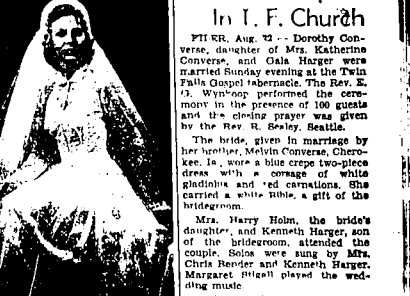 In T. F. Church
FILER, Aug. 22 -- Dorothy Con-
verse, daughter of Mrs. Katherine
Converse, and Gala Harger were
married Sunday evening at the Twin
Falls Gospel tabernacle. The Rev. E.
G. Wynkoop performed the cere-
mony in the presence of 100 guests
and the closing prayer was given
by the Rev. R. Sealey, Seattle.
The bride, given in marriage by
her brother, Melvin Converse, Chero-
kee, Ia., wore a blue crepe two-piece
dress with a corsage of white
gladiolus and red carnations. She
carried a white Bible, a gift of the
bridegroom.
Mrs. Harry Holm, the bride's
daughter, and Kenneth Harger, son
of the bridegroom, attended the
couple. Solos were sung by Mrs.
Chris Bender and Kenneth Harger.
Margaret played the wed-
ding music.